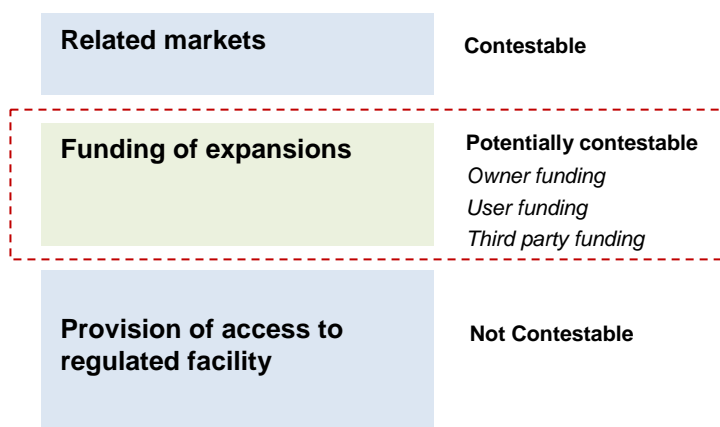 Related markets
Contestable
Funding of expansions
Potentially contestable
Owner funding
User funding
Third party funding
Provision of access to
regulated facility
Not Contestable